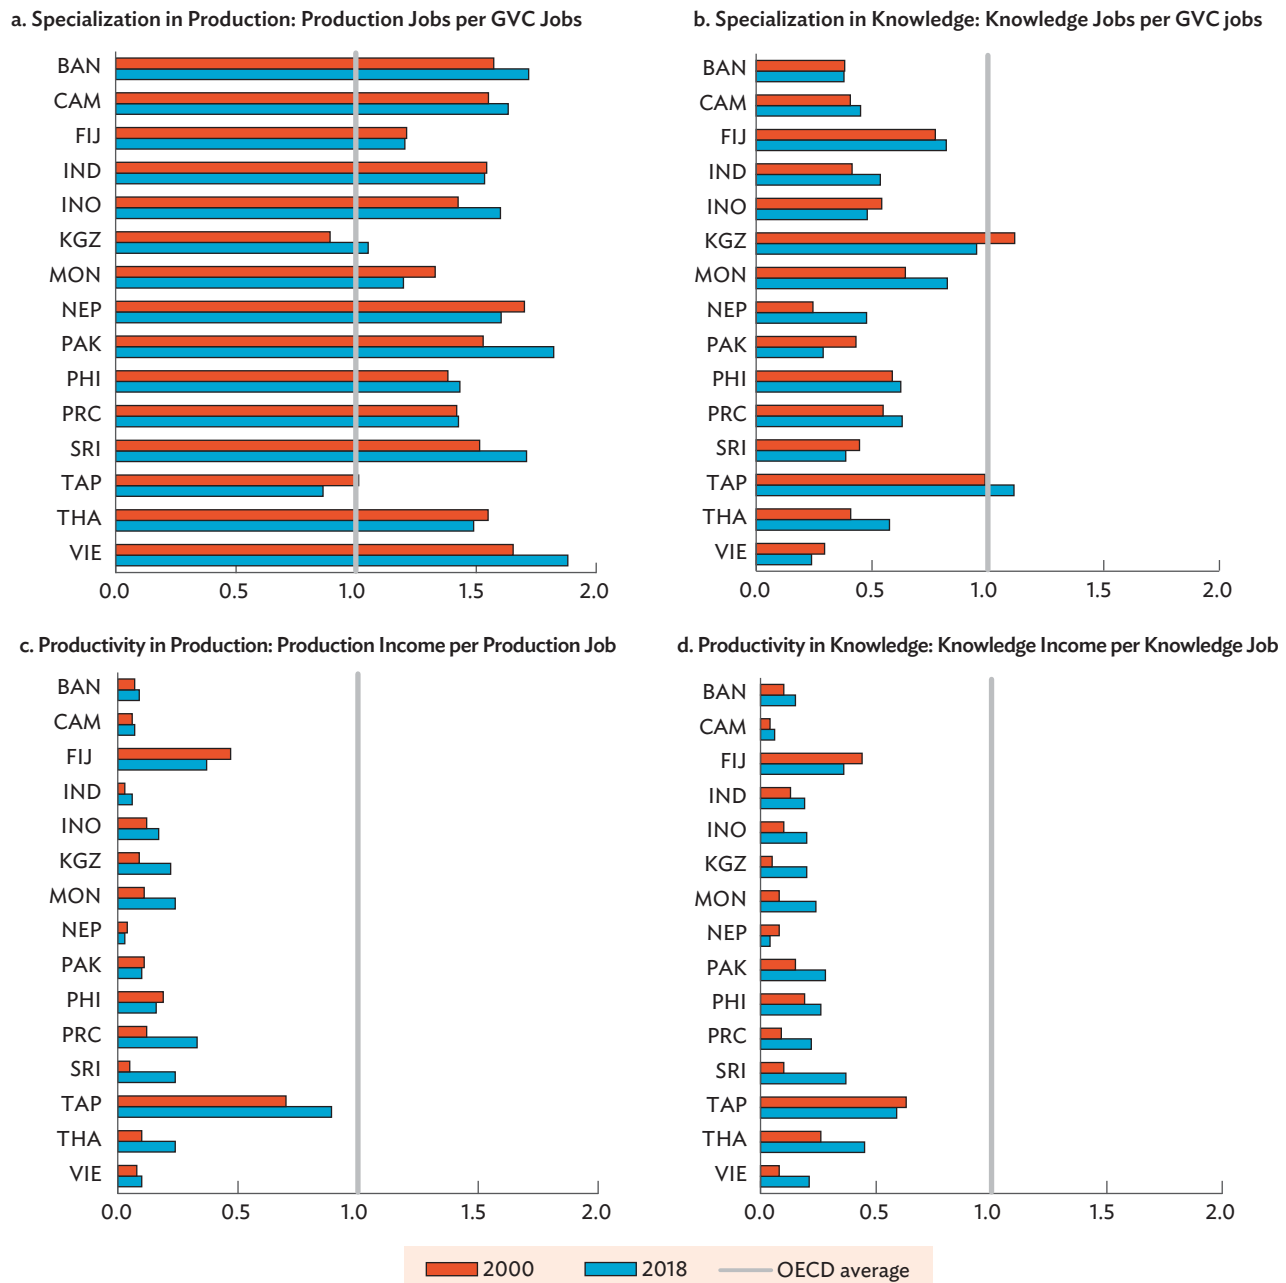 a. Specialization in Production: Production Jobs per GVC Jobs
BAN
CAM
FIJ
IND
INO
KGZ
MON
NEP
PAK
PHI
PRC
SRI
TAP
THA
VIE
0.0 0.5 1.0 1.5 2.0
b. Specialization in Knowledge: Knowledge Jobs per GVC jobs
BAN
CAM
FIJ
IND
INO
KGZ
MON
NEP
PAK
PHI
PRC
SRI
TAP
THA
VIE
0.0 0.5 1.0 1.5 2.0
c. Productivity in Production: Production Income per Production Job
BAN
CAM
FIJ
IND
INO
KGZ
MON
NEP
PAK
PHI
PRC
SRI
TAP
THA
VIE
0.0 0.5 1.0 1.5 2.0
d. Productivity in Knowledge: Knowledge Income per Knowledge Job
BAN
CAM
FIJ
IND
INO
KGZ
MON
NEP
PAK
PHI
PRC
SRI
TAP
THA
VIE
0.0 0.5 1.0 1.5 2.0
2000 2018 OECD average